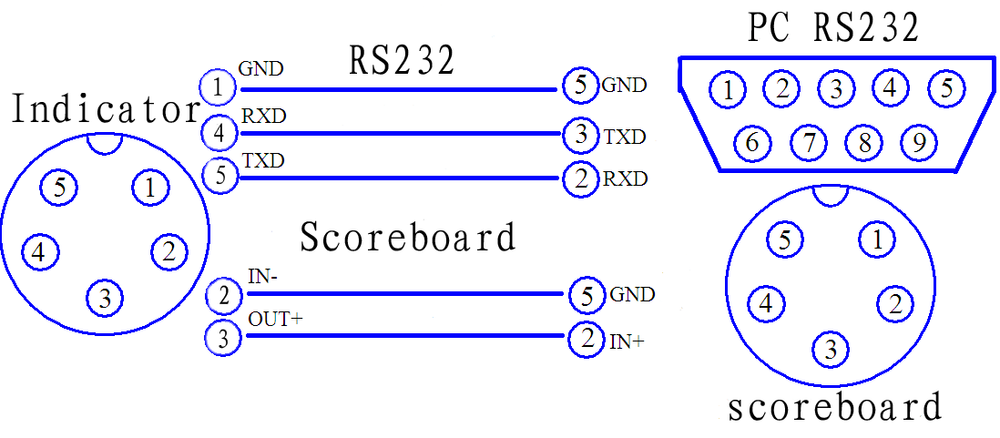 PC RS232
RS232
1 GND 5 GND
4 RXD 3 TXD
5 TXD 2 RXD
Indicator
5 1
4 2
3
1 2 3 4 5
6 7 8 9
Scoreboard
2 IN- 5 GND
3 OUT+ 2 IN+
5 1
4 2
3
scoreboard